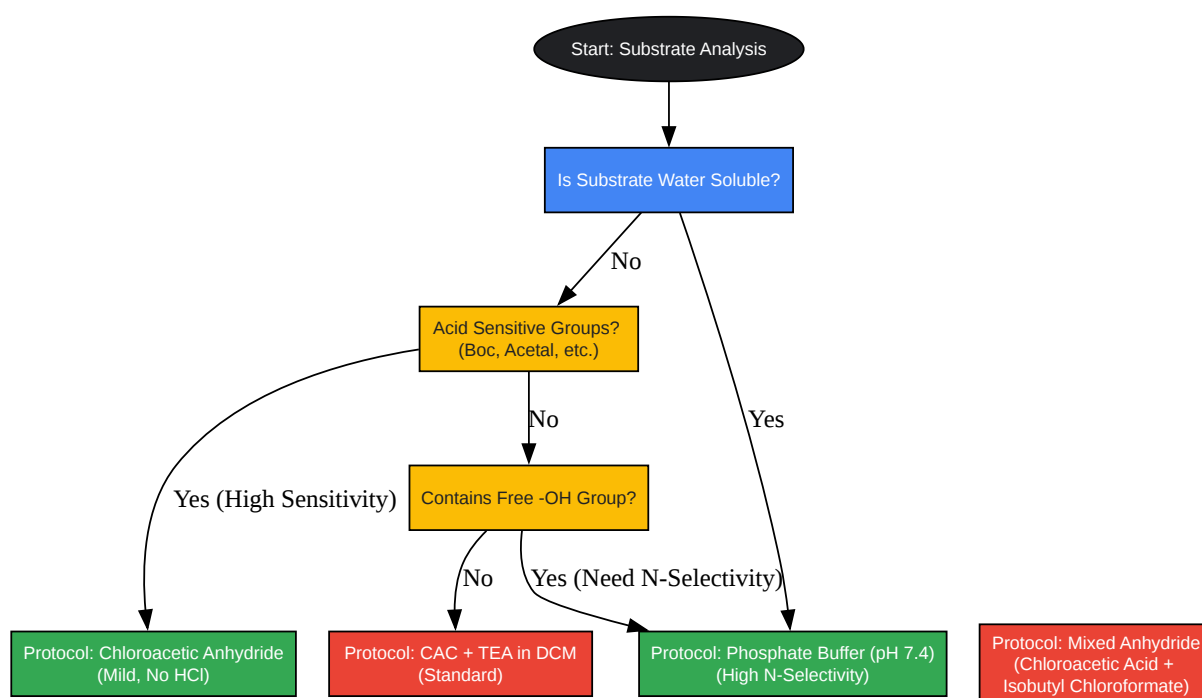 Start: Substrate Analysis
Is Substrate Water Soluble?
No
Acid Sensitive Groups?
(Boc, Acetal, etc.)
No
Yes
Contains Free -OH Group?
Yes (High Sensitivity)
No
Yes (Need N-Selectivity)
Protocol: Chloroacetic Anhydride
(Mild, No HCl)
Protocol: CAC + TEA in DCM
(Standard)
Protocol: Phosphate Buffer (pH 7.4)
(High N-Selectivity)
Protocol: Mixed Anhydride
(Chloroacetic Acid +
Isobutyl Chloroformate)